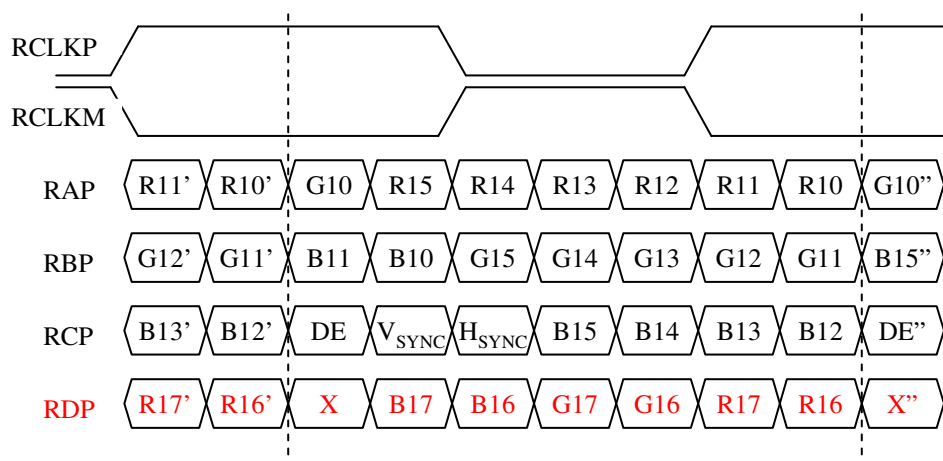 RCLKP
RCLKM
RAP R11’ R10’ G10 R15 R14 R13 R12 R11 R10 G10”
RBP G12’ G11’ B11 B10 G15 G14 G13 G12 G11 B15”
RCP B13’ B12’ DE VSYNC HSYNC B15 B14 B13 B12 DE”
RDP R17’ R16’ X B17 B16 G17 G16 R17 R16 X”